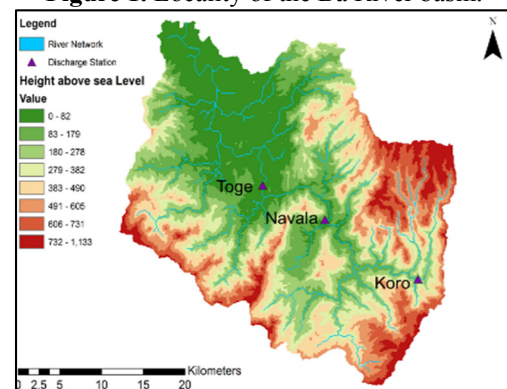 Figure 1. Locality of the Ba River basin.
Legend
River Network
Discharge Station
Height above sea Level
Value
0 - 82
83 - 179
180 - 278
279 - 382
383 - 490
491 - 605
606 - 731
732 - 1,133
N
Toge
Navala
Koro
Kilometers
0 2.5 5 10 15 20